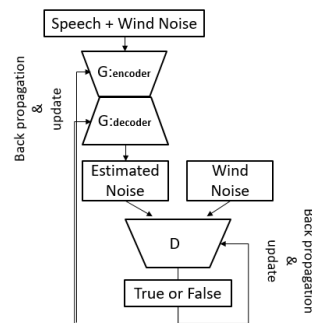 Speech + Wind Noise
G:encoder
G:decoder
Back propagation
&
update
Estimated
Noise
Wind
Noise
D
True or False
Back propagation
&
update